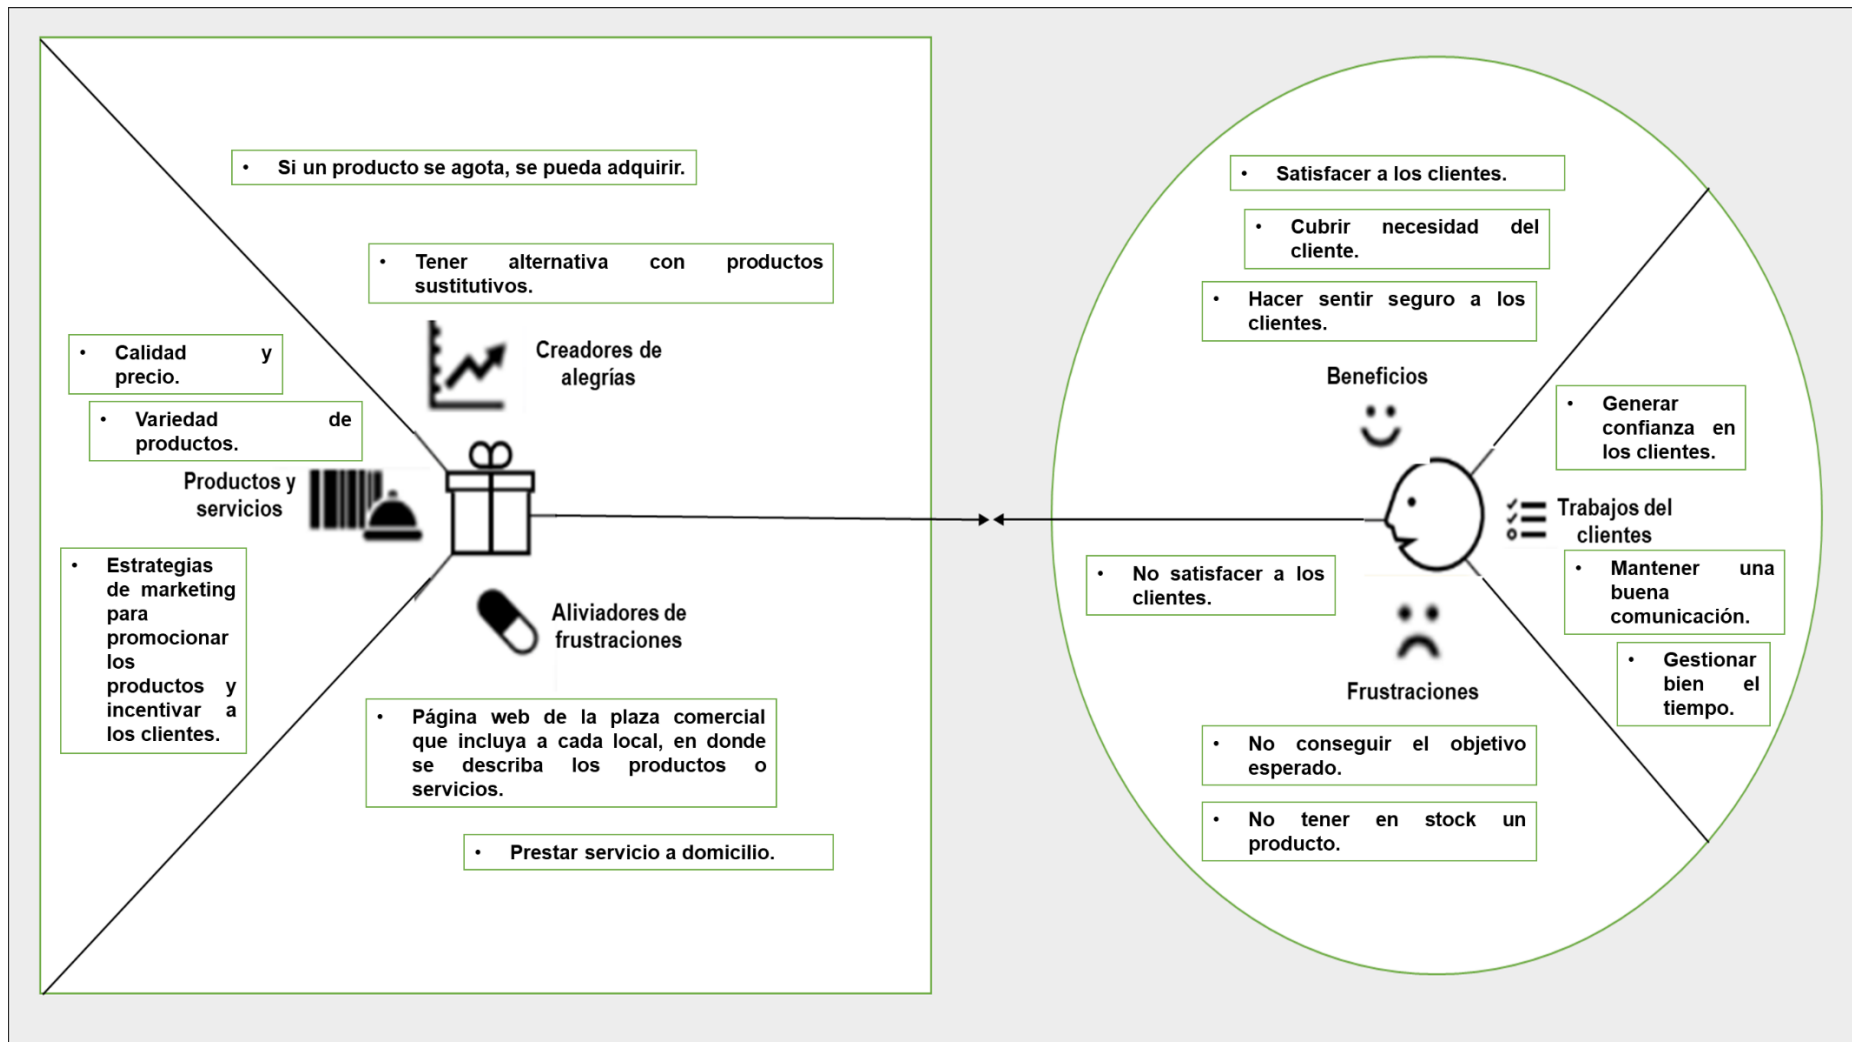 • Si un producto se agota, se pueda adquirir.
• Tener alternativa con productos
sustitutivos.
Creadores de
alegrías
• Calidad y
precio.
• Variedad de
productos.
Productos y
servicios
• Estrategias
de marketing
para
promocionar
los
productos y
incentivar a
los clientes.
Aliviadores de
frustraciones
• Página web de la plaza comercial
que incluya a cada local, en donde
se describa los productos o
servicios.
• Prestar servicio a domicilio.
• Satisfacer a los clientes.
• Cubrir necesidad del
cliente.
• Hacer sentir seguro a los
clientes.
Beneficios
• Generar
confianza en
los clientes.
Trabajos del
clientes
• Mantener una
buena
comunicación.
• Gestionar
bien el
tiempo.
• No satisfacer a los
clientes.
Frustraciones
• No conseguir el objetivo
esperado.
• No tener en stock un
producto.